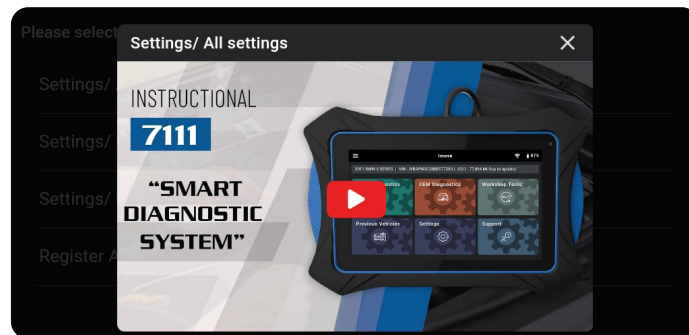 Please select
Settings/ All settings
Settings/
Settings/
Settings/
Register A
INSTRUCTIONAL
7111
“SMART
DIAGNOSTIC
SYSTEM”
Innova
87%
OEM Diagnostics
Workshop Tools
Previous Vehicles
Settings
Support